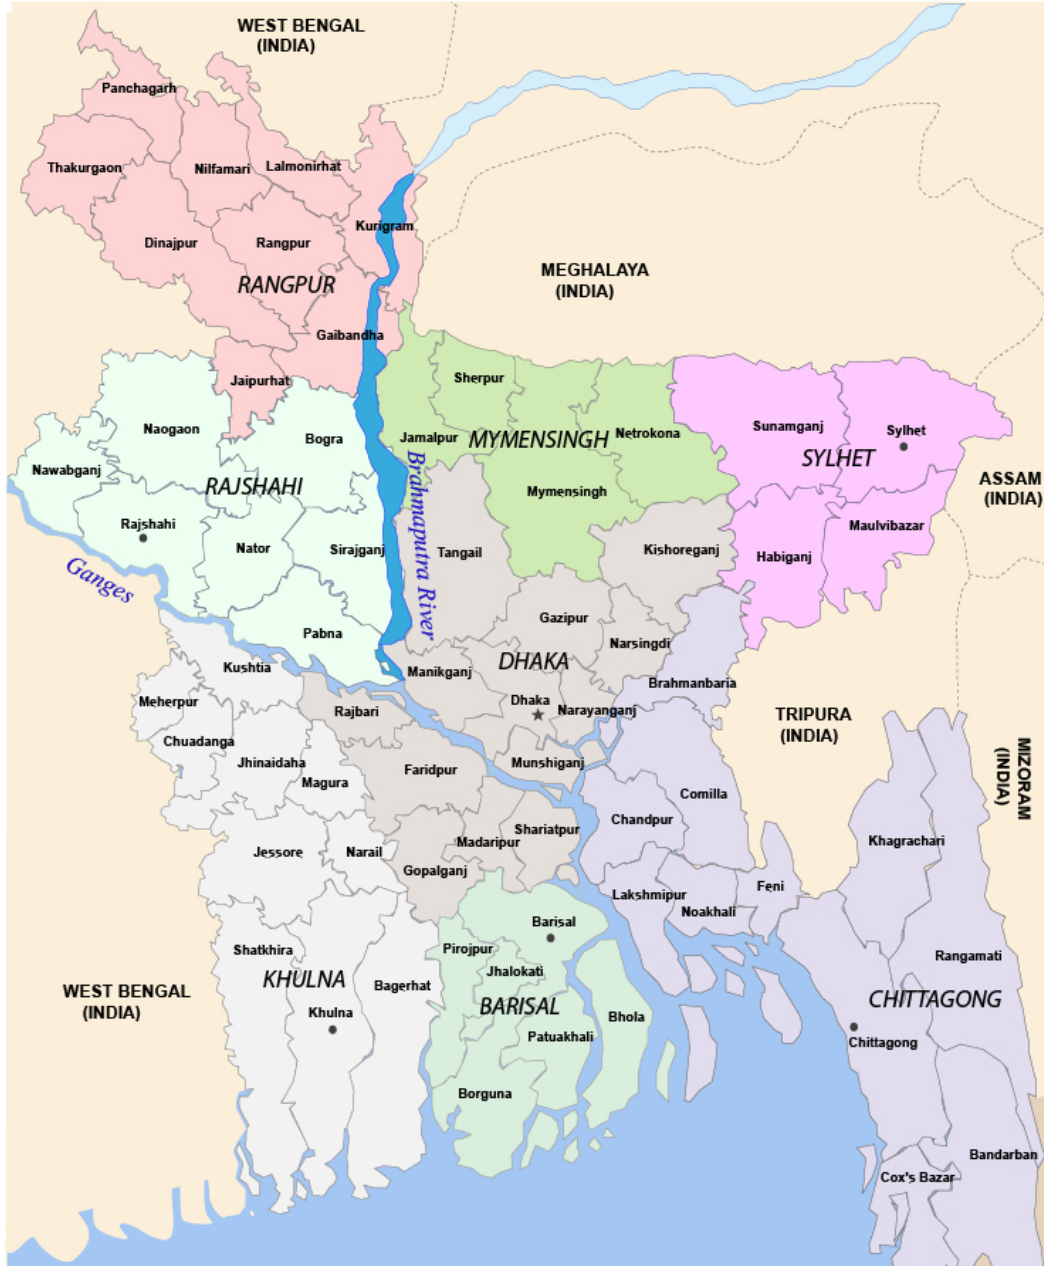 WEST BENGAL
(INDIA)
Panchagarh
Thakurgaon
Nilfamari
Lalmonirhat
Kurigram
Dinajpur
Rangpur
RANGPUR
MEGHALAYA
(INDIA)
Gaibandha
Jaipurhat
Sherpur
Naogaon
Bogra
Jamalpur
MYMENSINGH
Netrokona
Sunamganj
Sylhet
SYLHET
Nawabganj
RAJSHAHI
Mymensingh
ASSAM
(INDIA)
Rajshahi
Nator
Sirajganj
Brahmaputra River
Tangail
Kishoreganj
Habiganj
Maulvibazar
Ganges
Pabna
Gazipur
Narsingdi
Kushtia
Manikganj
DHAKA
Brahmanbaria
Meherpur
Rajbari
Dhaka
Narayanganj
TRIPURA
(INDIA)
MIZORAM
(INDIA)
Chuadanga
Jhinaidaha
Magura
Faridpur
Munshiganj
Comilla
Chandpur
Shariatpur
Madaripur
Khagrachari
Jessore
Narail
Gopalganj
Lakshmipur
Noakhali
Feni
Barisal
Shatkhira
Pirojpur
Jhalokati
Rangamati
KHULNA
Bagerhat
WEST BENGAL
(INDIA)
Khulna
BARISAL
Bhola
CHITTAGONG
Patuakhali
Chittagong
Borguna
Bandarban
Cox's Bazar